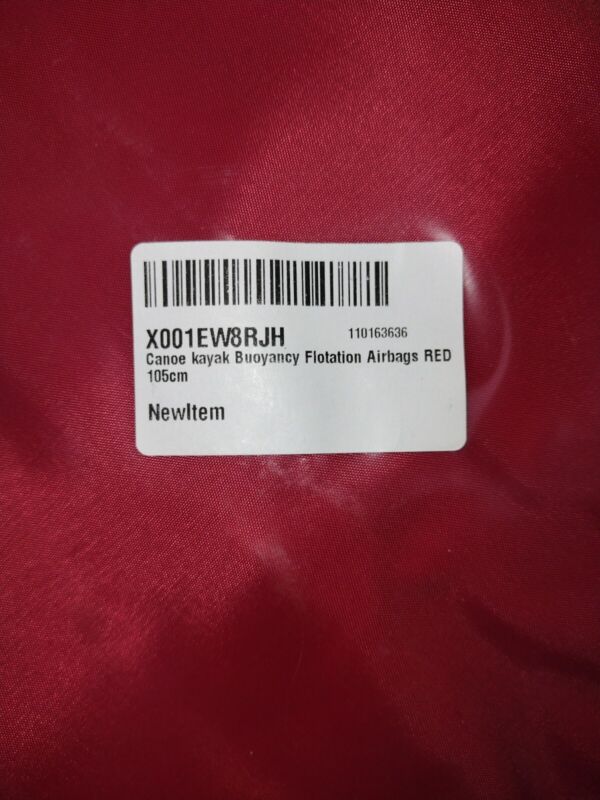 X001EW8RJH 110163636
Canoe kayak Buoyancy Flotation Airbags RED
105cm
NewItem